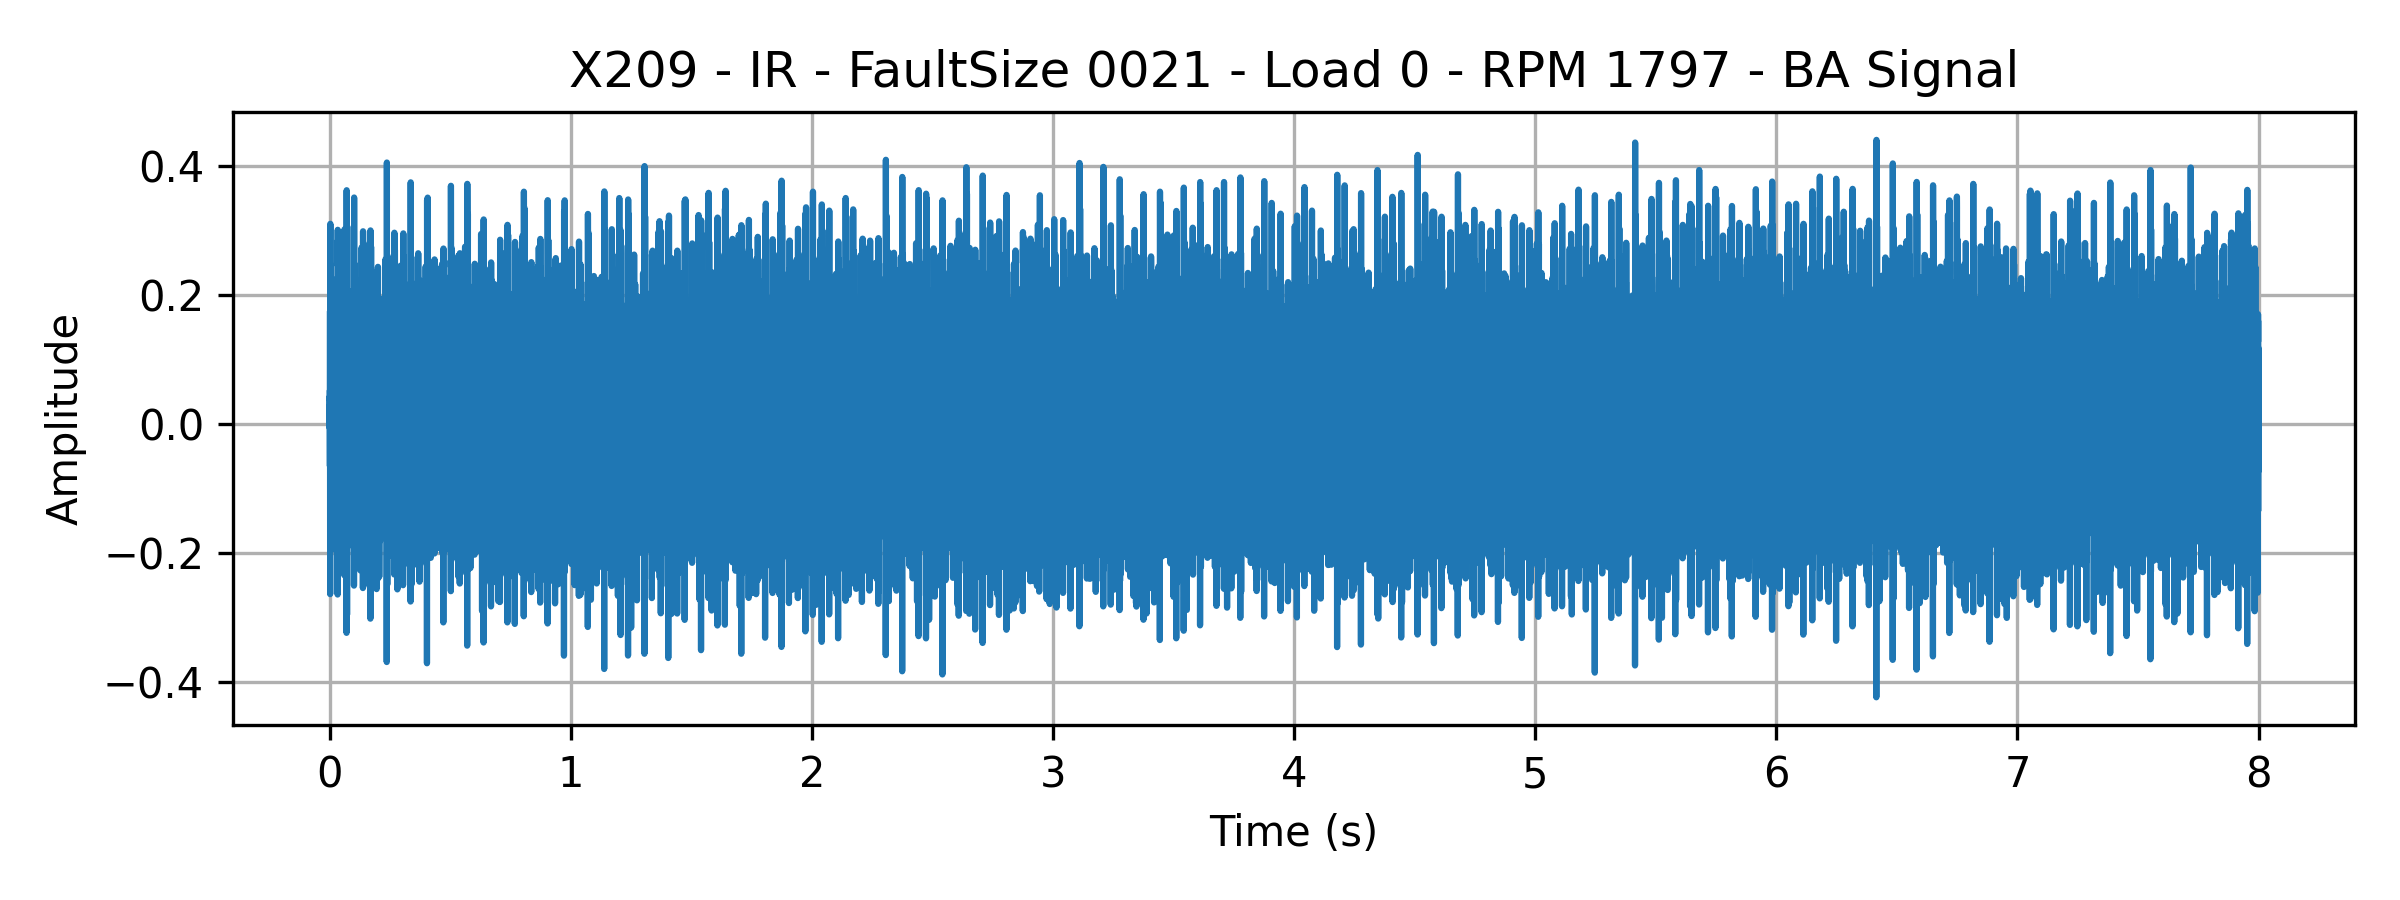 X209 - IR - FaultSize 0021 - Load 0 - RPM 1797 - BA Signal
Amplitude
0.4
0.2
0.0
−0.2
−0.4
0 1 2 3 4 5 6 7 8
Time (s)